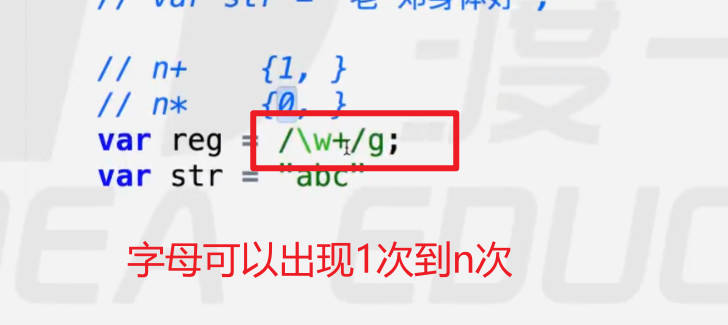 // var str =
// n+ {1, }
// n* {0, }
var reg = /\w+/g;
var str = "abc"
字母可以出现1次到n次